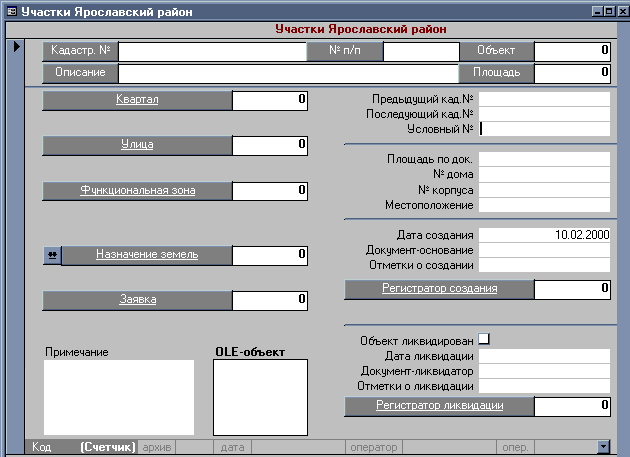 Участки Ярославский район
Участки Ярославский район
Кадастр. № № п/п Объект 0
Описание Площадь 0
Квартал 0
Улица 0
Функциональная зона 0
Назначение земель 0
Заявка 0
Примечание OLE-объект
Предыдущий кад.№
Последующий кад.№
Условный №
Площадь по док.
№ дома
№ корпуса
Местоположение
Дата создания 10.02.2000
Документ-основание
Отметки о создании
Регистратор создания 0
Объект ликвидирован
Дата ликвидации
Документ-ликвидатор
Отметки о ликвидации
Регистратор ликвидации 0
Код (Счетчик) архив дата оператор опер.